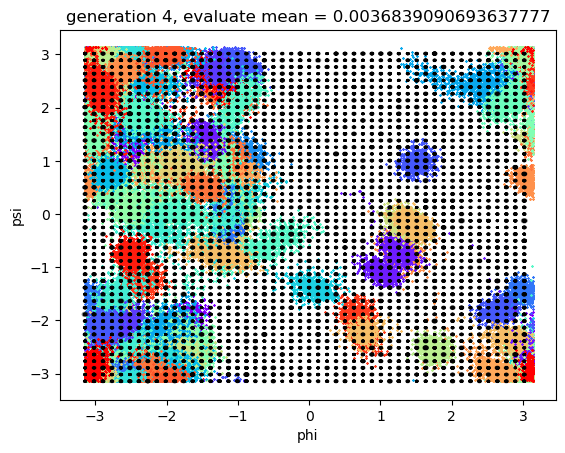 generation 4, evaluate mean = 0.0036839090693637777
3
2
1
0
−1
−2
−3
psi
−3 −2 −1 0 1 2 3
phi